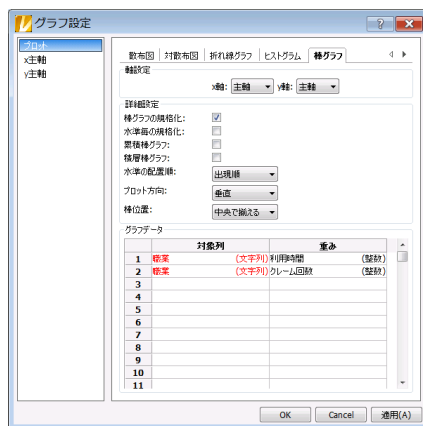 グラフ設定
プロット
x主軸
y主軸
散布図 対散布図 折れ線グラフ ヒストグラム 棒グラフ
軸設定
x軸: 主軸 y軸: 主軸
詳細設定
棒グラフの規格化:
水準毎の規格化:
累積棒グラフ:
積層棒グラフ:
水準の配置順: 出現順
プロット方向: 垂直
棒位置: 中央で揃える
グラフデータ
対象列 重み
1 職業 (文字列) 利用時間 (整数)
2 職業 (文字列) クレーム回数 (整数)
3
4
5
6
7
8
9
10
11
OK Cancel 適用(A)